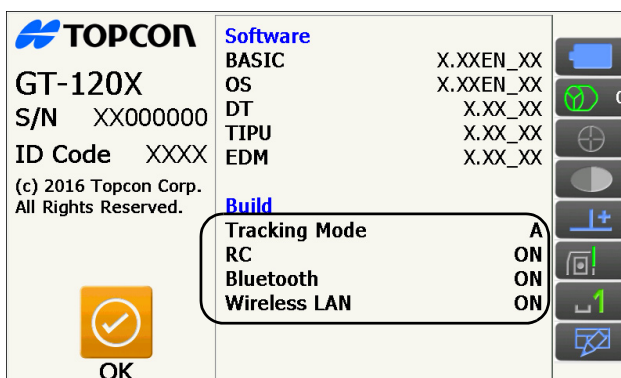 TOPCON
GT-120X
S/N XX000000
ID Code XXXX
(c) 2016 Topcon Corp.
All Rights Reserved.
OK
Software
BASIC X.XXEN_XX
OS X.XXEN_XX
DT X.XX_XX
TIPU X.XX_XX
EDM X.XX_XX
Build
Tracking Mode A
RC ON
Bluetooth ON
Wireless LAN ON
1